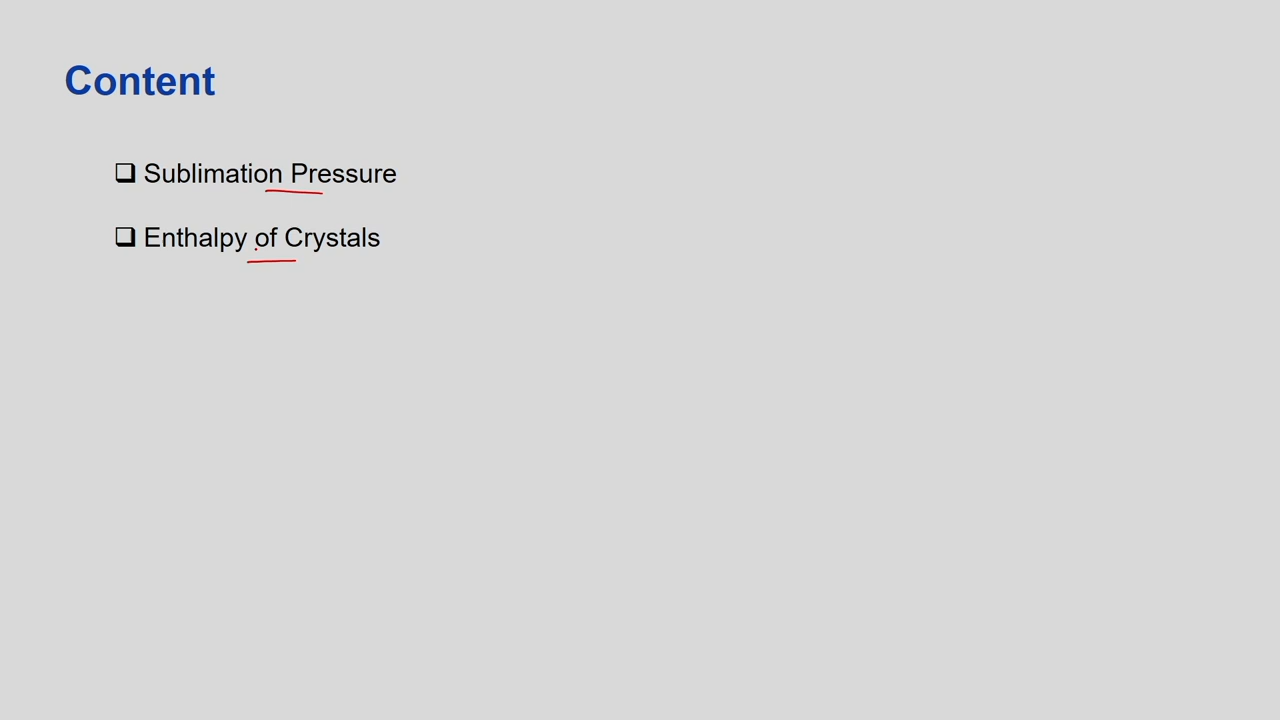 Content
❑ Sublimation Pressure
❑ Enthalpy of Crystals